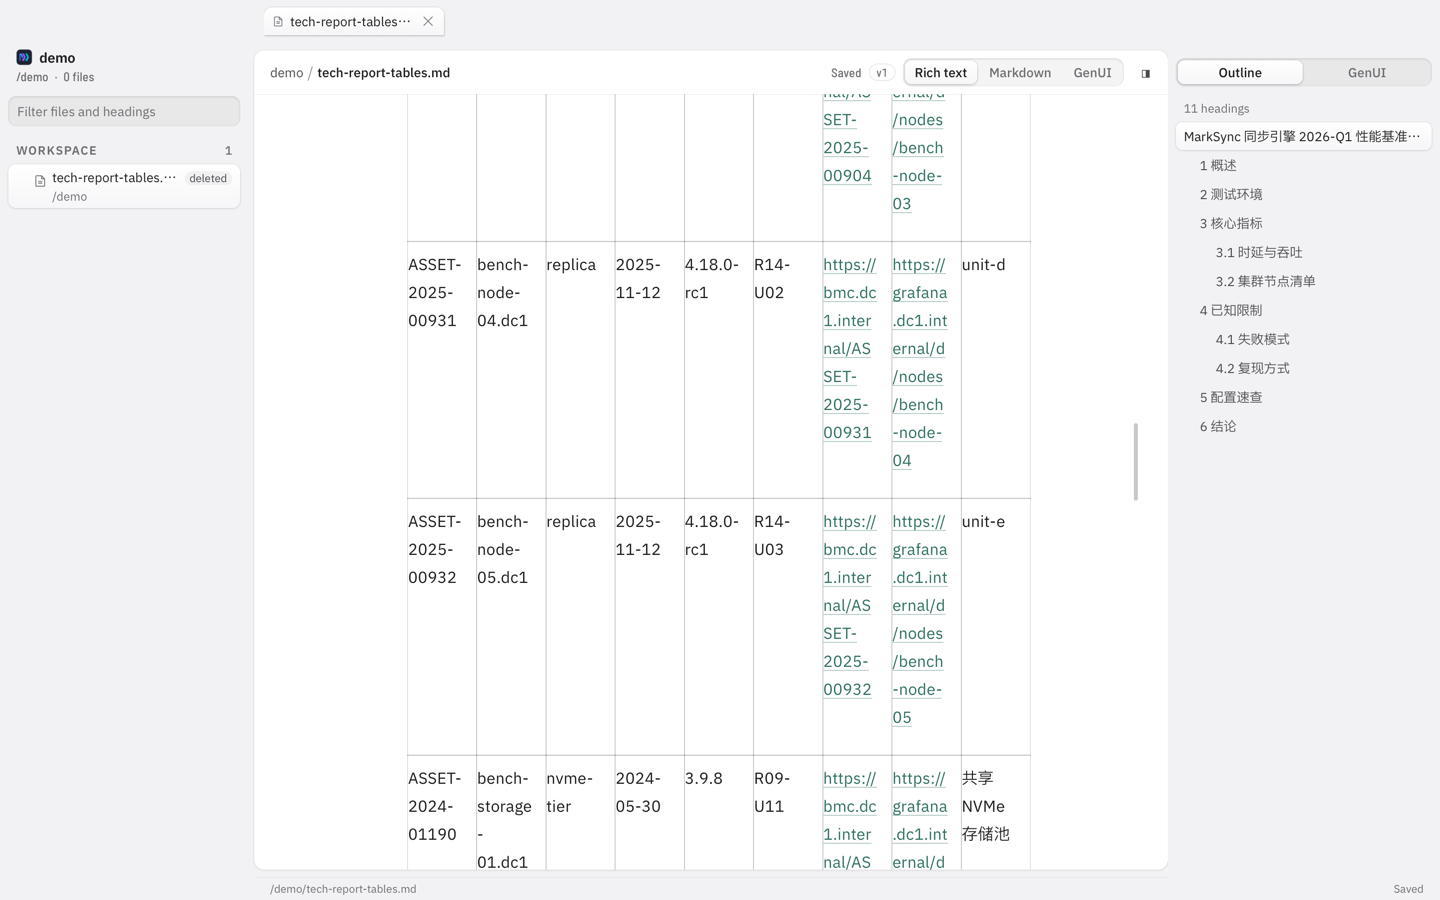 tech-report-tables···
demo
/demo · 0 files
Filter files and headings
WORKSPACE 1
tech-report-tables.··· deleted
/demo
demo / tech-report-tables.md
Saved v1 Rich text Markdown GenUI
nal/AS ernal/d
SET- /nodes
2025- /bench
00904 -node-
03
ASSET- bench- replica 2025- 4.18.0- R14- https:// https:// unit-d
2025- node- 11-12 rc1 U02 bmc.dc grafana
00931 04.dc1 1.inter .dc1.int
nal/AS ernal/d
SET- /nodes
2025- /bench
00931 -node-
04
ASSET- bench- replica 2025- 4.18.0- R14- https:// https:// unit-e
2025- node- 11-12 rc1 U03 bmc.dc grafana
00932 05.dc1 1.inter .dc1.int
nal/AS ernal/d
SET- /nodes
2025- /bench
00932 -node-
05
ASSET- bench- nvme- 2024- 3.9.8 R09- https:// https:// 共享
2024- storage tier 05-30 U11 bmc.dc grafana NVMe
01190 - 1.inter .dc1.int 存储池
01.dc1 nal/AS ernal/d
Outline GenUI
11 headings
MarkSync 同步引擎 2026-Q1 性能基准···
1 概述
2 测试环境
3 核心指标
3.1 时延与吞吐
3.2 集群节点清单
4 已知限制
4.1 失败模式
4.2 复现方式
5 配置速查
6 结论
/demo/tech-report-tables.md
Saved